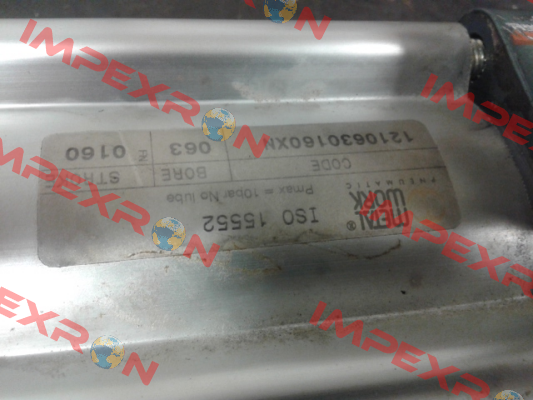 METAL® ISO 15552
WORK
PNEUMATIC Pmax = 10bar No lube
CODE BORE STROKE
1210630160XN 063 0160
IMPEXRON
IMPEXRON
IMPEXRON
IMPEXRON
IMPEXRON